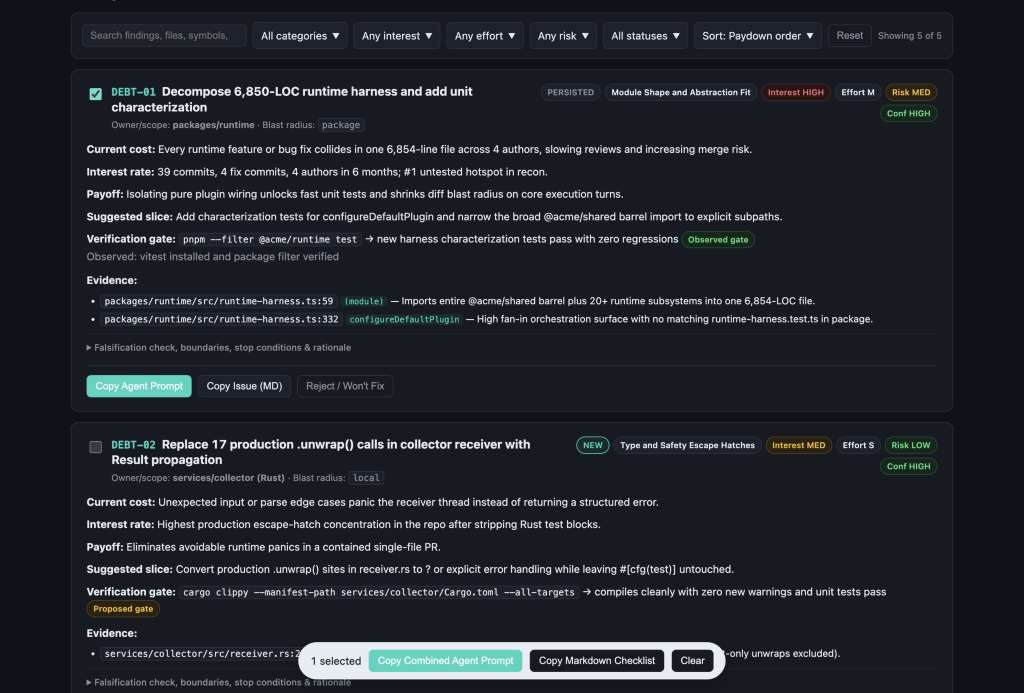 Search findings, files, symbols,
All categories ▼
Any interest ▼
Any effort ▼
Any risk ▼
All statuses ▼
Sort: Paydown order ▼
Reset
Showing 5 of 5
DEBT-01 Decompose 6,850-LOC runtime harness and add unit
characterization
PERSISTED
Module Shape and Abstraction Fit
Interest HIGH
Effort M
Risk MED
Conf HIGH
Owner/scope: packages/runtime · Blast radius: package
Current cost: Every runtime feature or bug fix collides in one 6,854-line file across 4 authors, slowing reviews and increasing merge risk.
Interest rate: 39 commits, 4 fix commits, 4 authors in 6 months; #1 untested hotspot in recon.
Payoff: Isolating pure plugin wiring unlocks fast unit tests and shrinks diff blast radius on core execution turns.
Suggested slice: Add characterization tests for configureDefaultPlugin and narrow the broad @acme/shared barrel import to explicit subpaths.
Verification gate: pnpm --filter @acme/runtime test → new harness characterization tests pass with zero regressions Observed gate
Observed: vitest installed and package filter verified
Evidence:
• packages/runtime/src/runtime-harness.ts:59 (module) — Imports entire @acme/shared barrel plus 20+ runtime subsystems into one 6,854-LOC file.
• packages/runtime/src/runtime-harness.ts:332 configureDefaultPlugin — High fan-in orchestration surface with no matching runtime-harness.test.ts in package.
▶ Falsification check, boundaries, stop conditions & rationale
Copy Agent Prompt
Copy Issue (MD)
Reject / Won't Fix
DEBT-02 Replace 17 production .unwrap() calls in collector receiver with
Result propagation
NEW
Type and Safety Escape Hatches
Interest MED
Effort S
Risk LOW
Conf HIGH
Owner/scope: services/collector (Rust) · Blast radius: local
Current cost: Unexpected input or parse edge cases panic the receiver thread instead of returning a structured error.
Interest rate: Highest production escape-hatch concentration in the repo after stripping Rust test blocks.
Payoff: Eliminates avoidable runtime panics in a contained single-file PR.
Suggested slice: Convert production .unwrap() sites in receiver.rs to ? or explicit error handling while leaving #[cfg(test)] untouched.
Verification gate: cargo clippy --manifest-path services/collector/Cargo.toml --all-targets → compiles cleanly with zero new warnings and unit tests pass
Proposed gate
Evidence:
• services/collector/src/receiver.rs:2
-only unwraps excluded).
1 selected
Copy Combined Agent Prompt
Copy Markdown Checklist
Clear
▶ Falsification check, boundaries, stop conditions & rationale